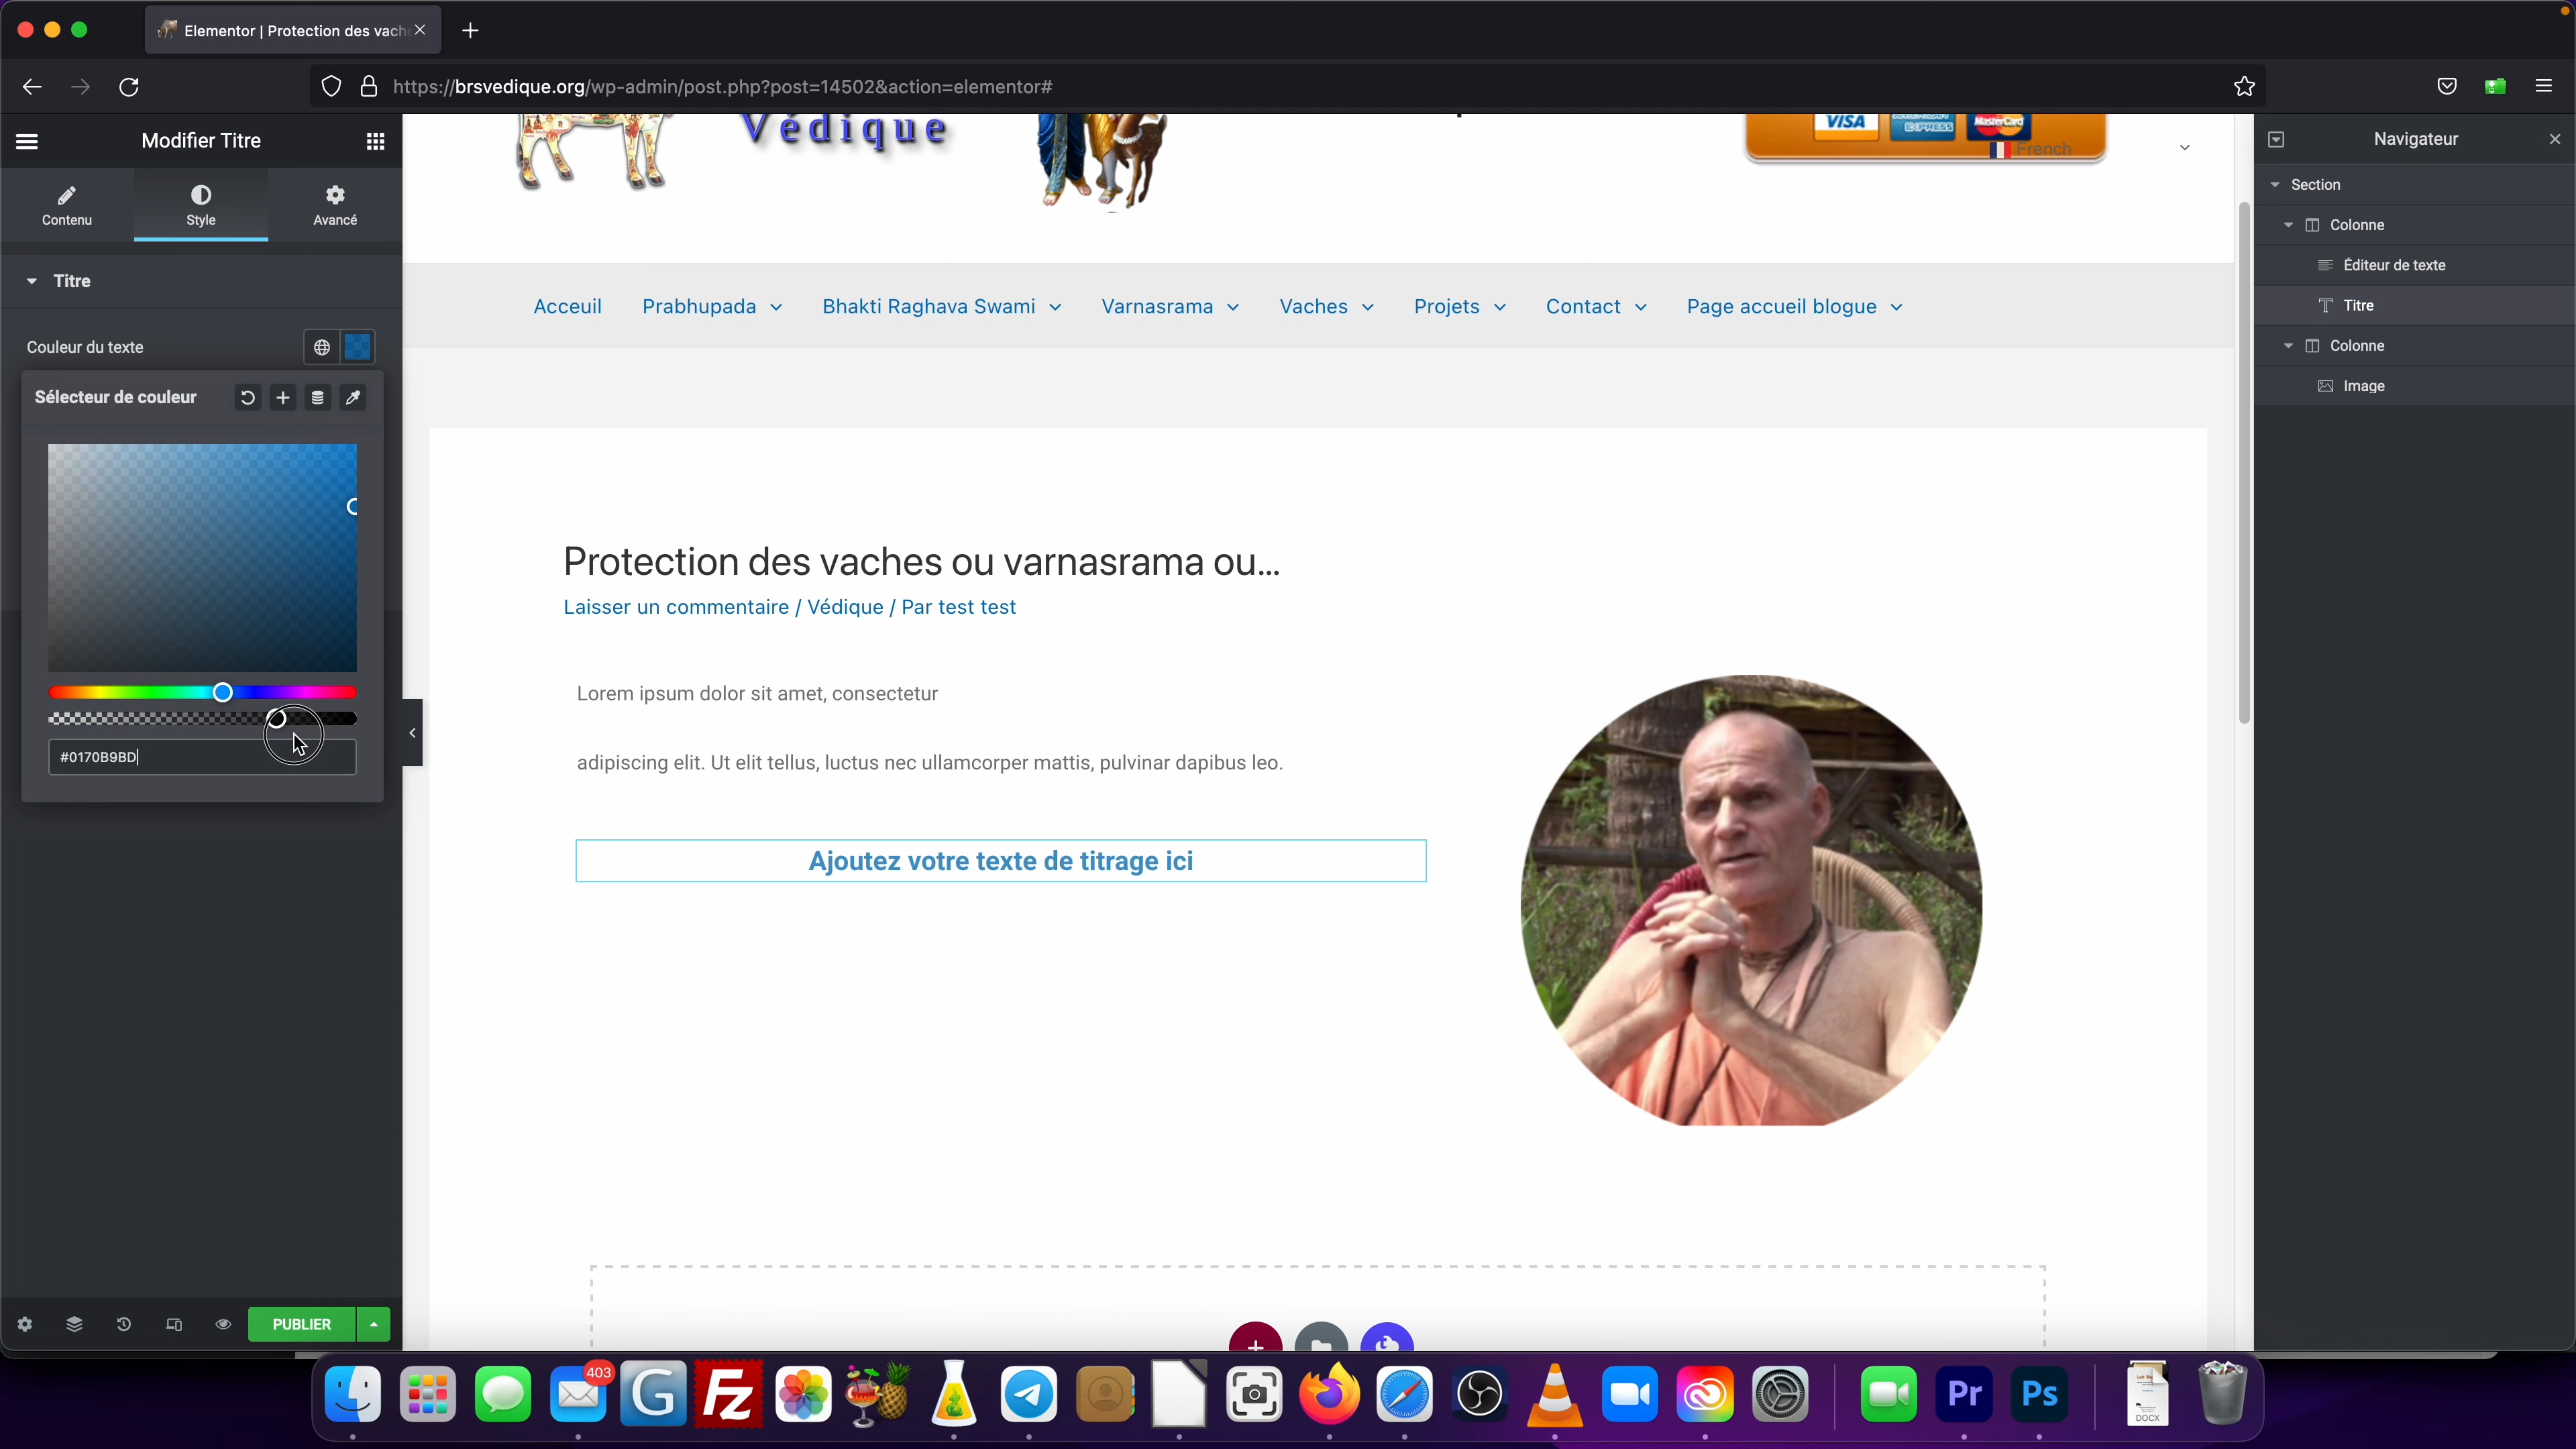 Elementor | Protection des vach
https://brsvedique.org/wp-admin/post.php?post=14502&action=elementor#
Modifier Titre
Contenu
Style
Avancé
Titre
Couleur du texte
Sélecteur de couleur
#0170B9BD
PUBLIER
Védique
VISA
AMERICAN EXPRESS
MasterCard
French
Acceuil
Prabhupada
Bhakti Raghava Swami
Varnasrama
Vaches
Projets
Contact
Page accueil blogue
Protection des vaches ou varnasrama ou...
Laisser un commentaire / Védique / Par test test
Lorem ipsum dolor sit amet, consectetur
adipiscing elit. Ut elit tellus, luctus nec ullamcorper mattis, pulvinar dapibus leo.
Ajoutez votre texte de titrage ici
Navigateur
Section
Colonne
Éditeur de texte
Titre
Colonne
Image
403
G
Fz
Pr
Ps
DOCX